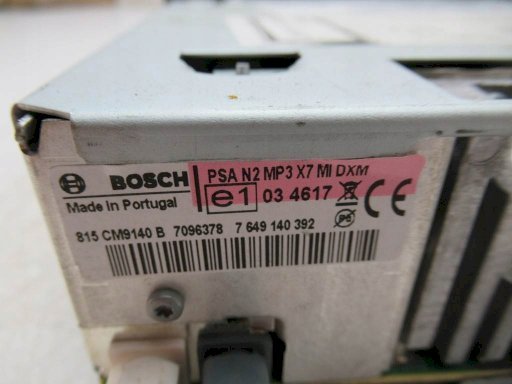 BOSCH
Made in Portugal
PSA N2 MP3 X7 MI DXM
e1 03 4617 CE
815 CM9140 B 7096378 7 649 140 392